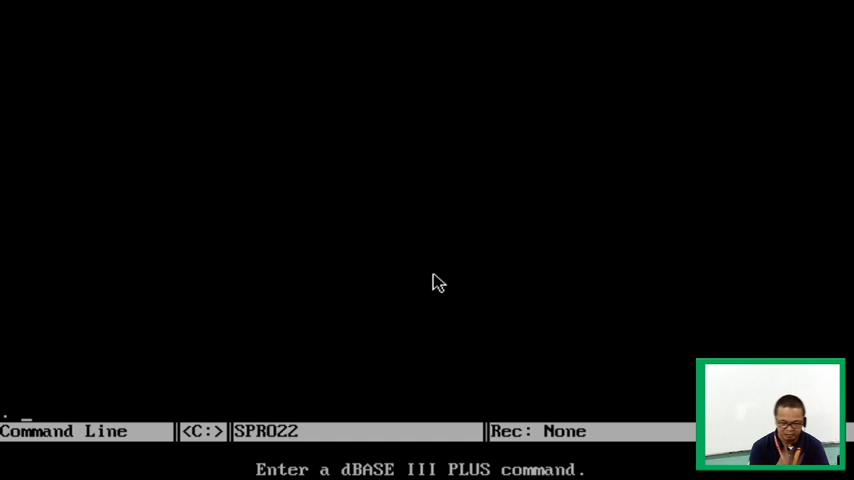 . _
Command Line <C:> SPRO22 Rec: None
Enter a dBASE III PLUS command.